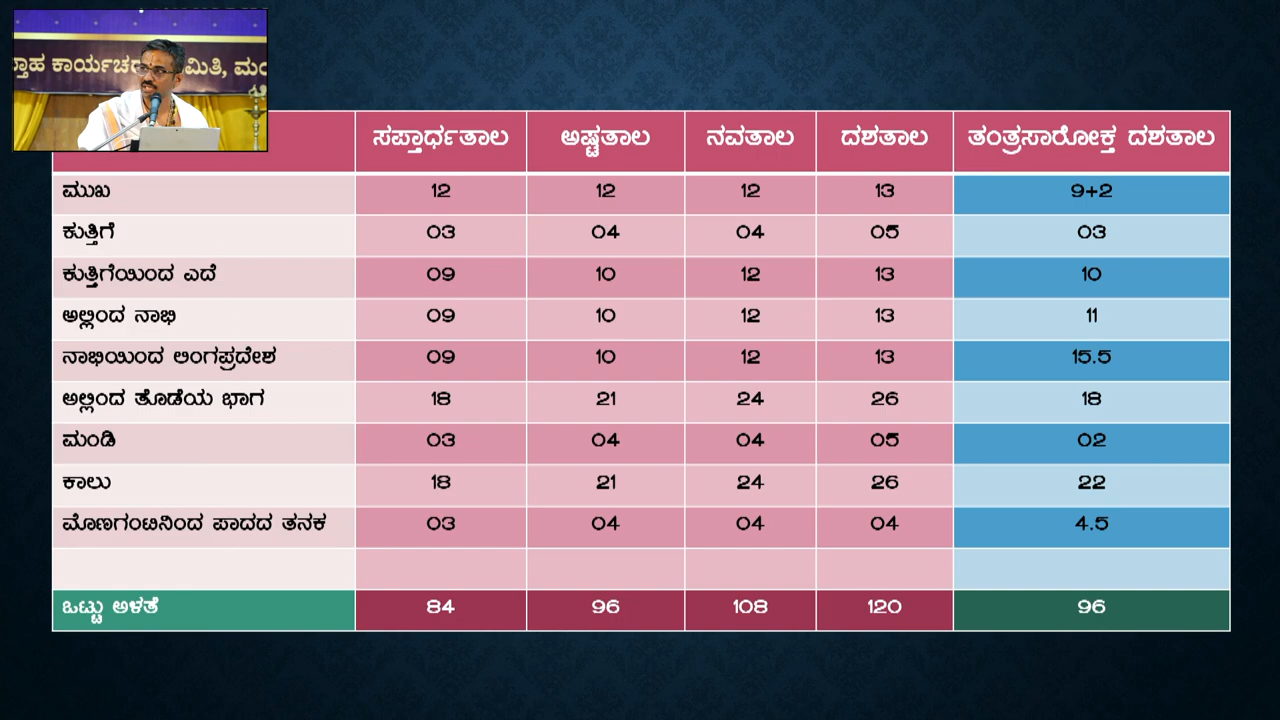 ಸಪ್ತಾರ್ಧತಾಲ ಅಷ್ಟತಾಲ ನವತಾಲ ದಶತಾಲ ತಂತ್ರಸಾರೋಕ್ತ ದಶತಾಲ
ಮುಖ 12 12 12 13 9+2
ಕುತ್ತಿಗೆ 03 04 04 05 03
ಕುತ್ತಿಗೆಯಿಂದ ಎದೆ 09 10 12 13 10
ಅಲ್ಲಿಂದ ನಾಭಿ 09 10 12 13 11
ನಾಭಿಯಿಂದ ಲಿಂಗಪ್ರದೇಶ 09 10 12 13 15.5
ಅಲ್ಲಿಂದ ತೊಡೆಯ ಭಾಗ 18 21 24 26 18
ಮಂಡಿ 03 04 04 05 02
ಕಾಲು 18 21 24 26 22
ಮೊಣಗಂಟಿನಿಂದ ಪಾದದ ತನಕ 03 04 04 04 4.5
ಒಟ್ಟು ಅಳತೆ 84 96 108 120 96